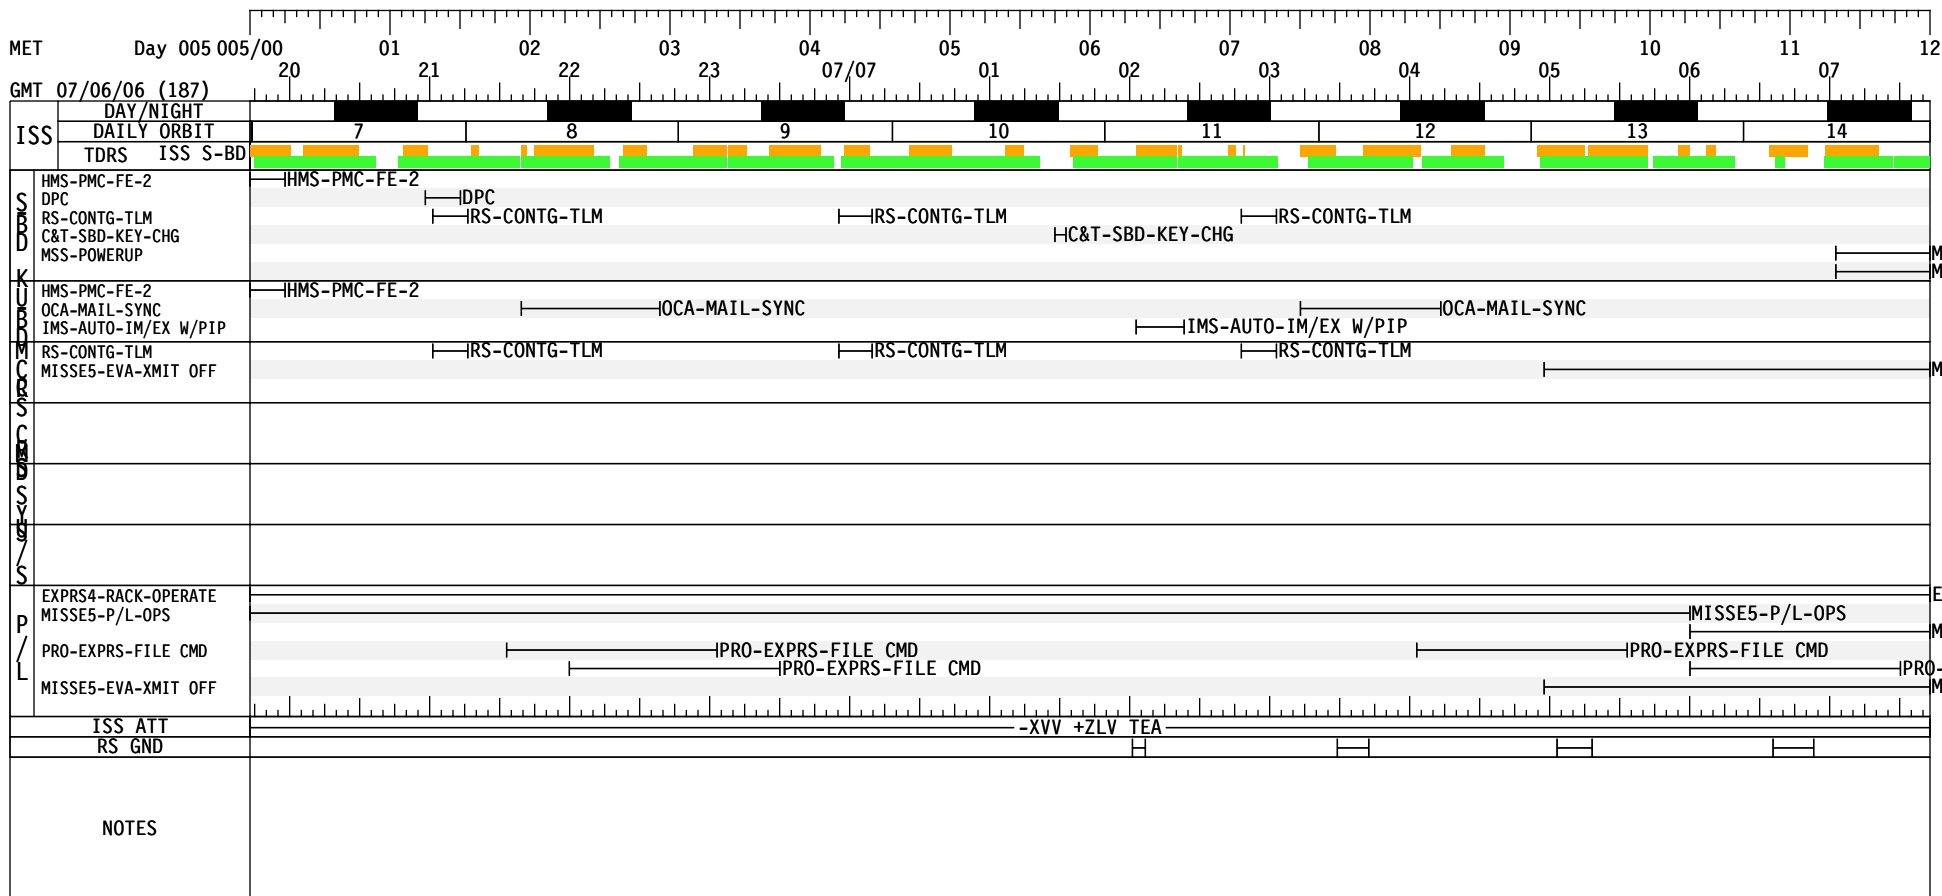 MET Day 005 005/00 01 02 03 04 05 06 07 08 09 10 11 12
20 21 22 23 07/07 01 02 03 04 05 06 07
GMT 07/06/06 (187)
ISS
DAY/NIGHT
DAILY ORBIT 7 8 9 10 11 12 13 14
TDRS ISS S-BD
S
B
D
HMS-PMC-FE-2 HMS-PMC-FE-2
DPC DPC
RS-CONTG-TLM RS-CONTG-TLM RS-CONTG-TLM RS-CONTG-TLM
C&T-SBD-KEY-CHG C&T-SBD-KEY-CHG
MSS-POWERUP M
M
K
U
B
D
HMS-PMC-FE-2 HMS-PMC-FE-2
OCA-MAIL-SYNC OCA-MAIL-SYNC OCA-MAIL-SYNC
IMS-AUTO-IM/EX W/PIP IMS-AUTO-IM/EX W/PIP
M
C
RS-CONTG-TLM RS-CONTG-TLM RS-CONTG-TLM RS-CONTG-TLM
MISSE5-EVA-XMIT OFF M
S
C
M
D
S
Y
S
/
S
P
/
L
EXPRS4-RACK-OPERATE E
MISSE5-P/L-OPS MISSE5-P/L-OPS
M
PRO-EXPRS-FILE CMD PRO-EXPRS-FILE CMD PRO-EXPRS-FILE CMD
PRO-EXPRS-FILE CMD PRO-
MISSE5-EVA-XMIT OFF M
ISS ATT -XVV +ZLV TEA
RS GND
NOTES